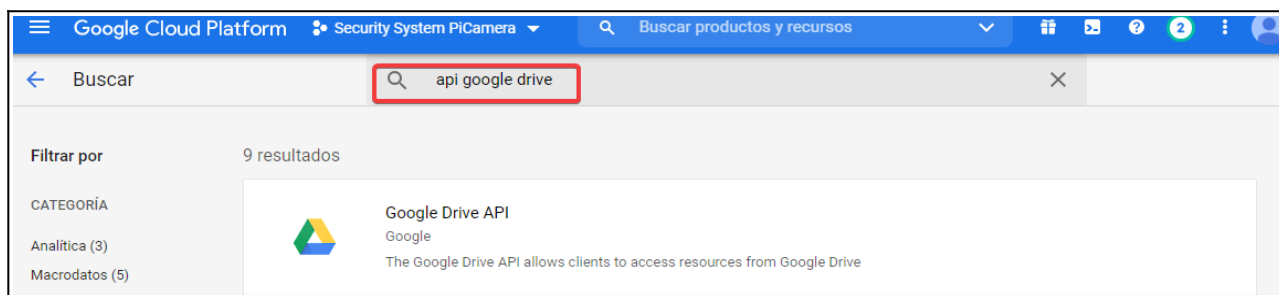 Google Cloud Platform Security System PiCamera Buscar productos y recursos 2
Buscar api google drive
Filtrar por 9 resultados
CATEGORÍA
Google Drive API
Analítica (3) Google
The Google Drive API allows clients to access resources from Google Drive
Macrodatos (5)